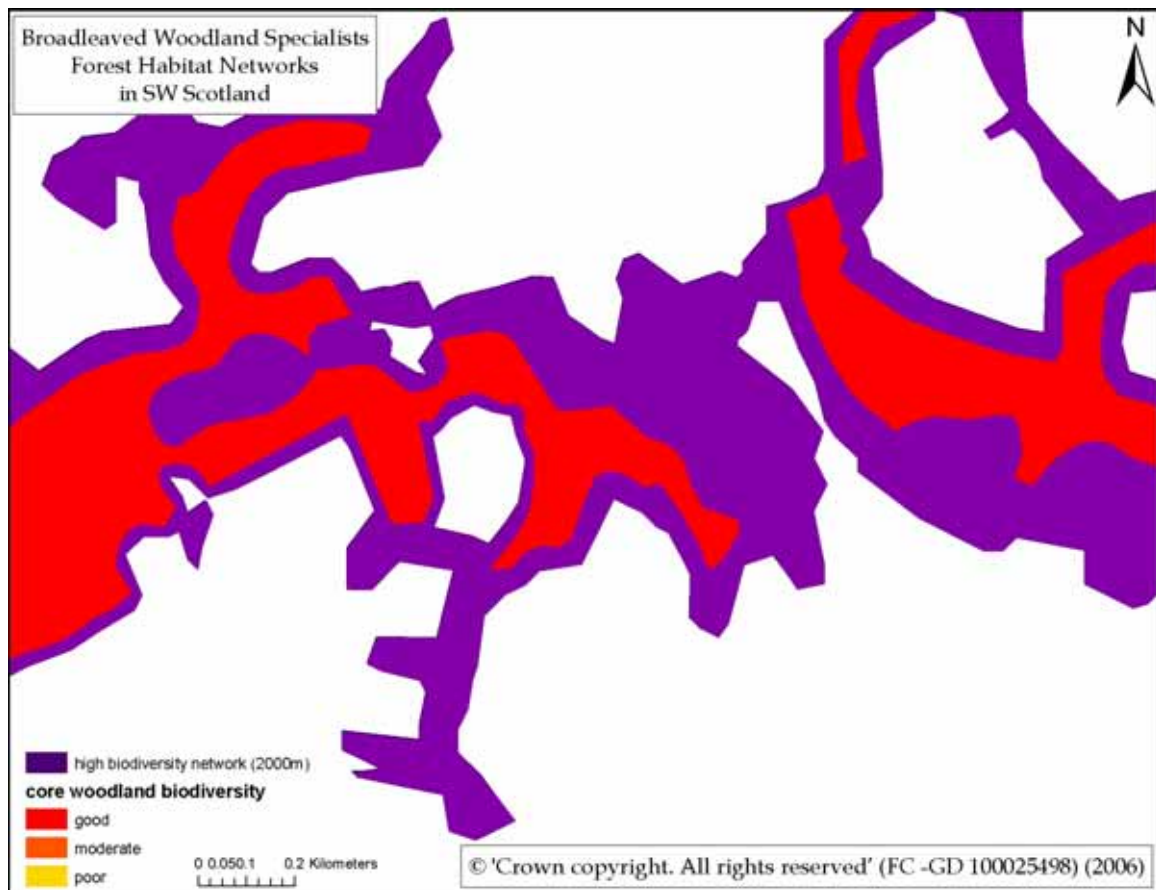 Broadleaved Woodland Specialists
Forest Habitat Networks
in SW Scotland
N
high biodiversity network (2000m)
core woodland biodiversity
good
moderate
poor
0 0.050.1 0.2 Kilometers
© 'Crown copyright. All rights reserved’ (FC -GD 100025498) (2006)